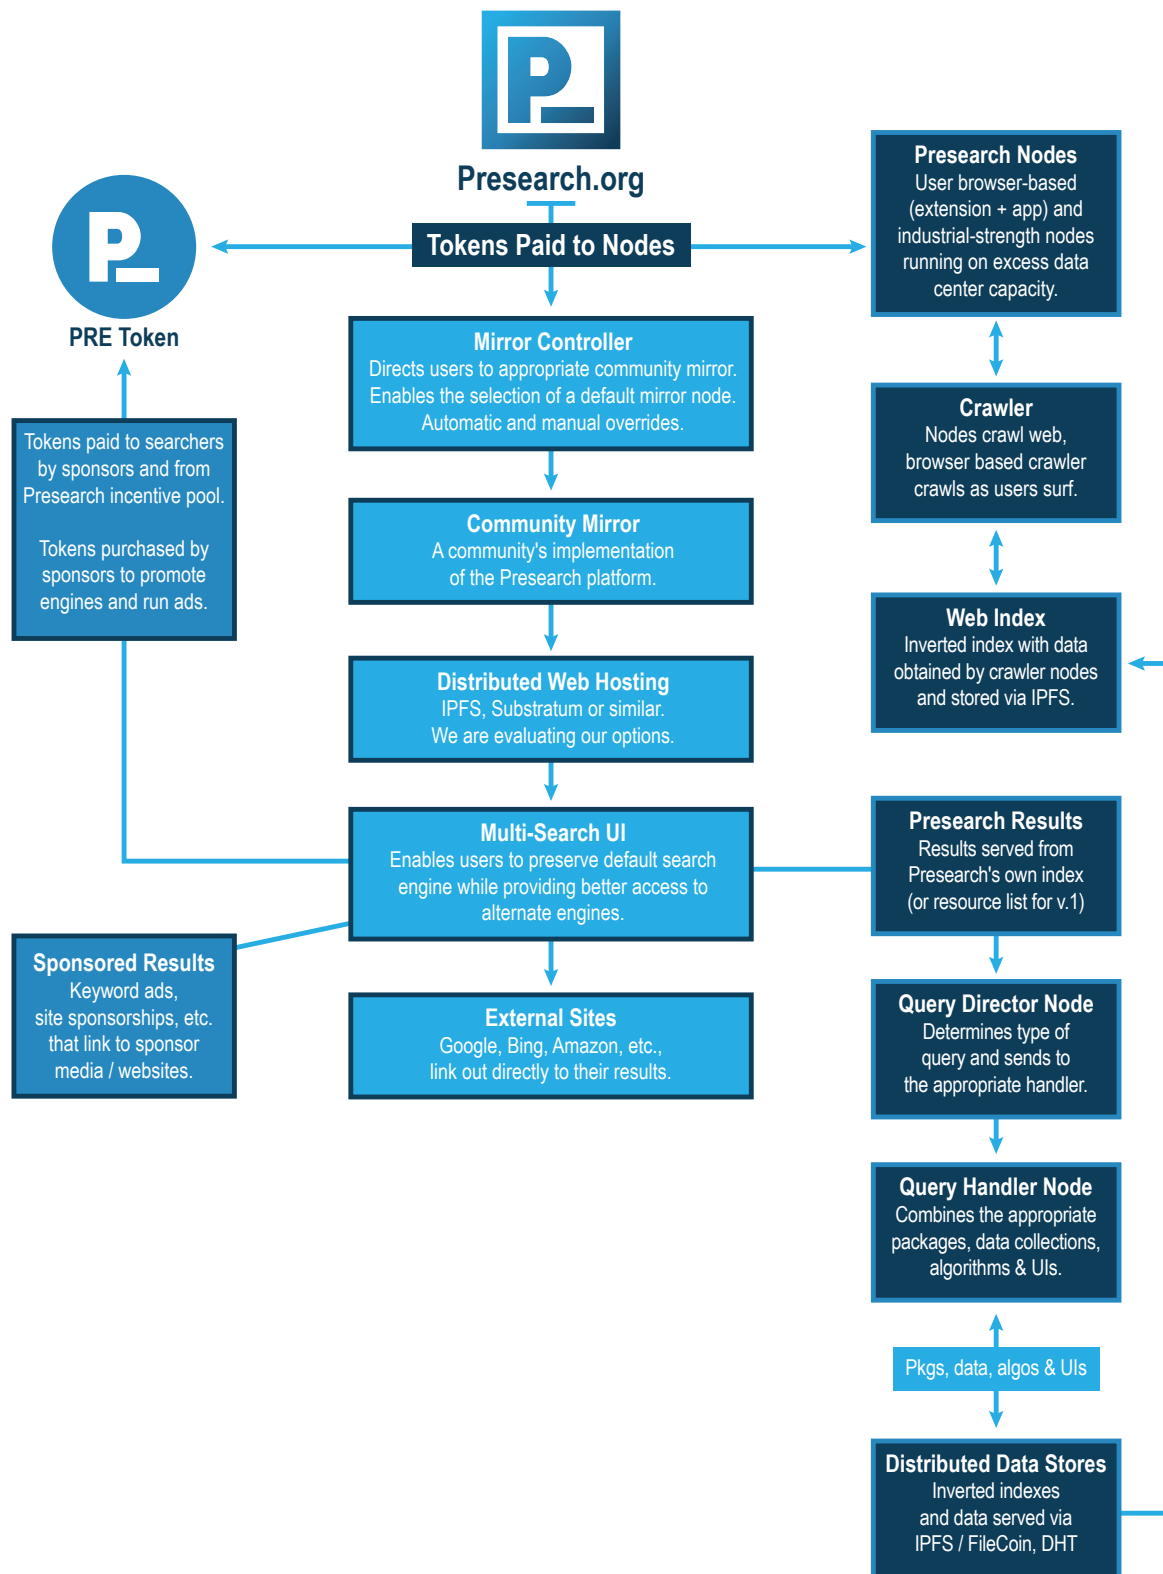 Presearch.org
Tokens Paid to Nodes
PRE Token
Tokens paid to searchers
by sponsors and from
Presearch incentive pool.
Tokens purchased by
sponsors to promote
engines and run ads.
Sponsored Results
Keyword ads,
site sponsorships, etc.
that link to sponsor
media / websites.
Mirror Controller
Directs users to appropriate community mirror.
Enables the selection of a default mirror node.
Automatic and manual overrides.
Community Mirror
A community's implementation
of the Presearch platform.
Distributed Web Hosting
IPFS, Substratum or similar.
We are evaluating our options.
Multi-Search UI
Enables users to preserve default search
engine while providing better access to
alternate engines.
External Sites
Google, Bing, Amazon, etc.,
link out directly to their results.
Presearch Nodes
User browser-based
(extension + app) and
industrial-strength nodes
running on excess data
center capacity.
Crawler
Nodes crawl web,
browser based crawler
crawls as users surf.
Web Index
Inverted index with data
obtained by crawler nodes
and stored via IPFS.
Presearch Results
Results served from
Presearch's own index
(or resource list for v.1)
Query Director Node
Determines type of
query and sends to
the appropriate handler.
Query Handler Node
Combines the appropriate
packages, data collections,
algorithms & UIs.
Pkgs, data, algos & UIs
Distributed Data Stores
Inverted indexes
and data served via
IPFS / FileCoin, DHT